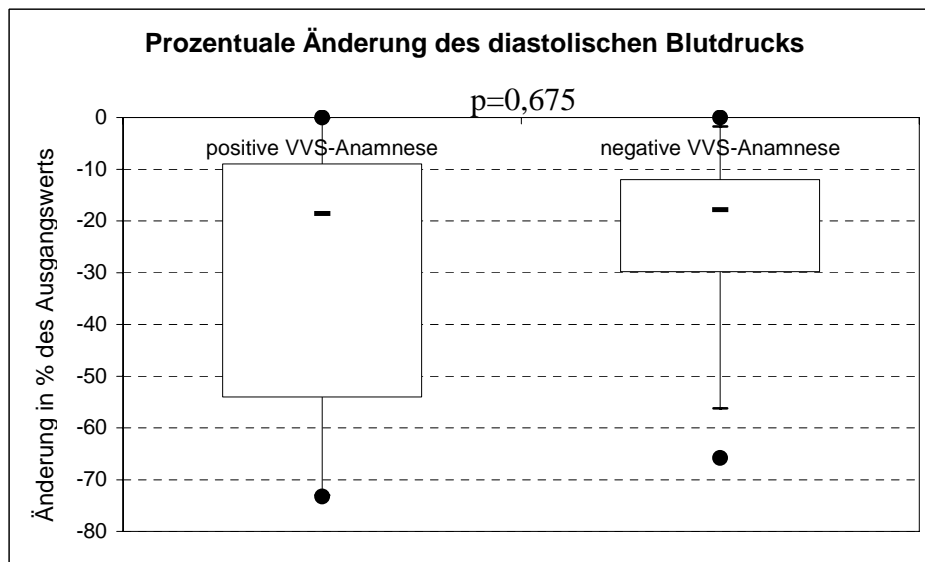 Prozentuale Änderung des diastolischen Blutdrucks
p=0,675
0
positive VVS-Anamnese negative VVS-Anamnese
-10
-20
-30
-40
-50
-60
-70
-80
Änderung in % des Ausgangswerts